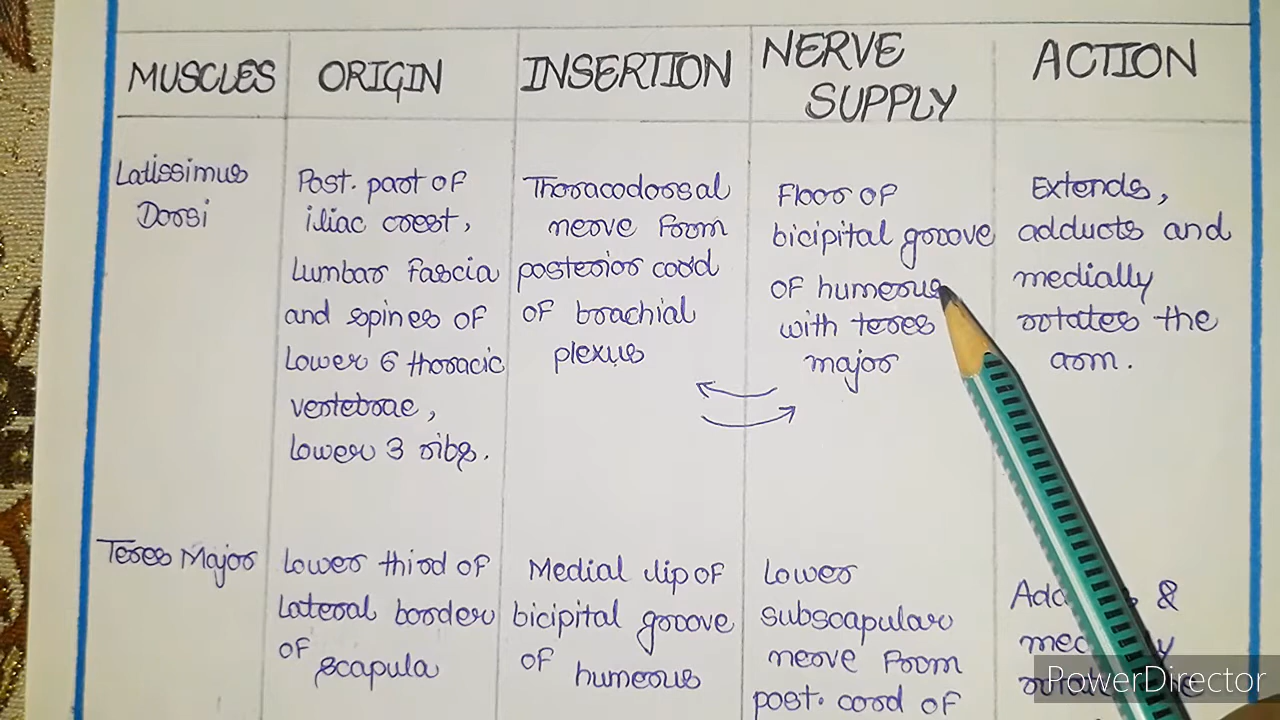 MUSCLES
ORIGIN
INSERTION
NERVE
SUPPLY
ACTION
Latissimus
Dorsi
Post. part of
iliac crest,
Lumbar fascia
and spines of
Lower 6 thoracic
vertebrae,
Lower 3 ribs.
Thoracodorsal
nerve from
posterior cord
of brachial
plexus
Floor of
bicipital groove
of humerus
with teres
major
Extends,
adducts and
medially
rotates the
arm.
Teres Major
Lower third of
Lateral border
of scapula
Medial lip of
bicipital groove
of humerus
Lower
subscapular
nerve from
post. cord of
&
PowerDirector